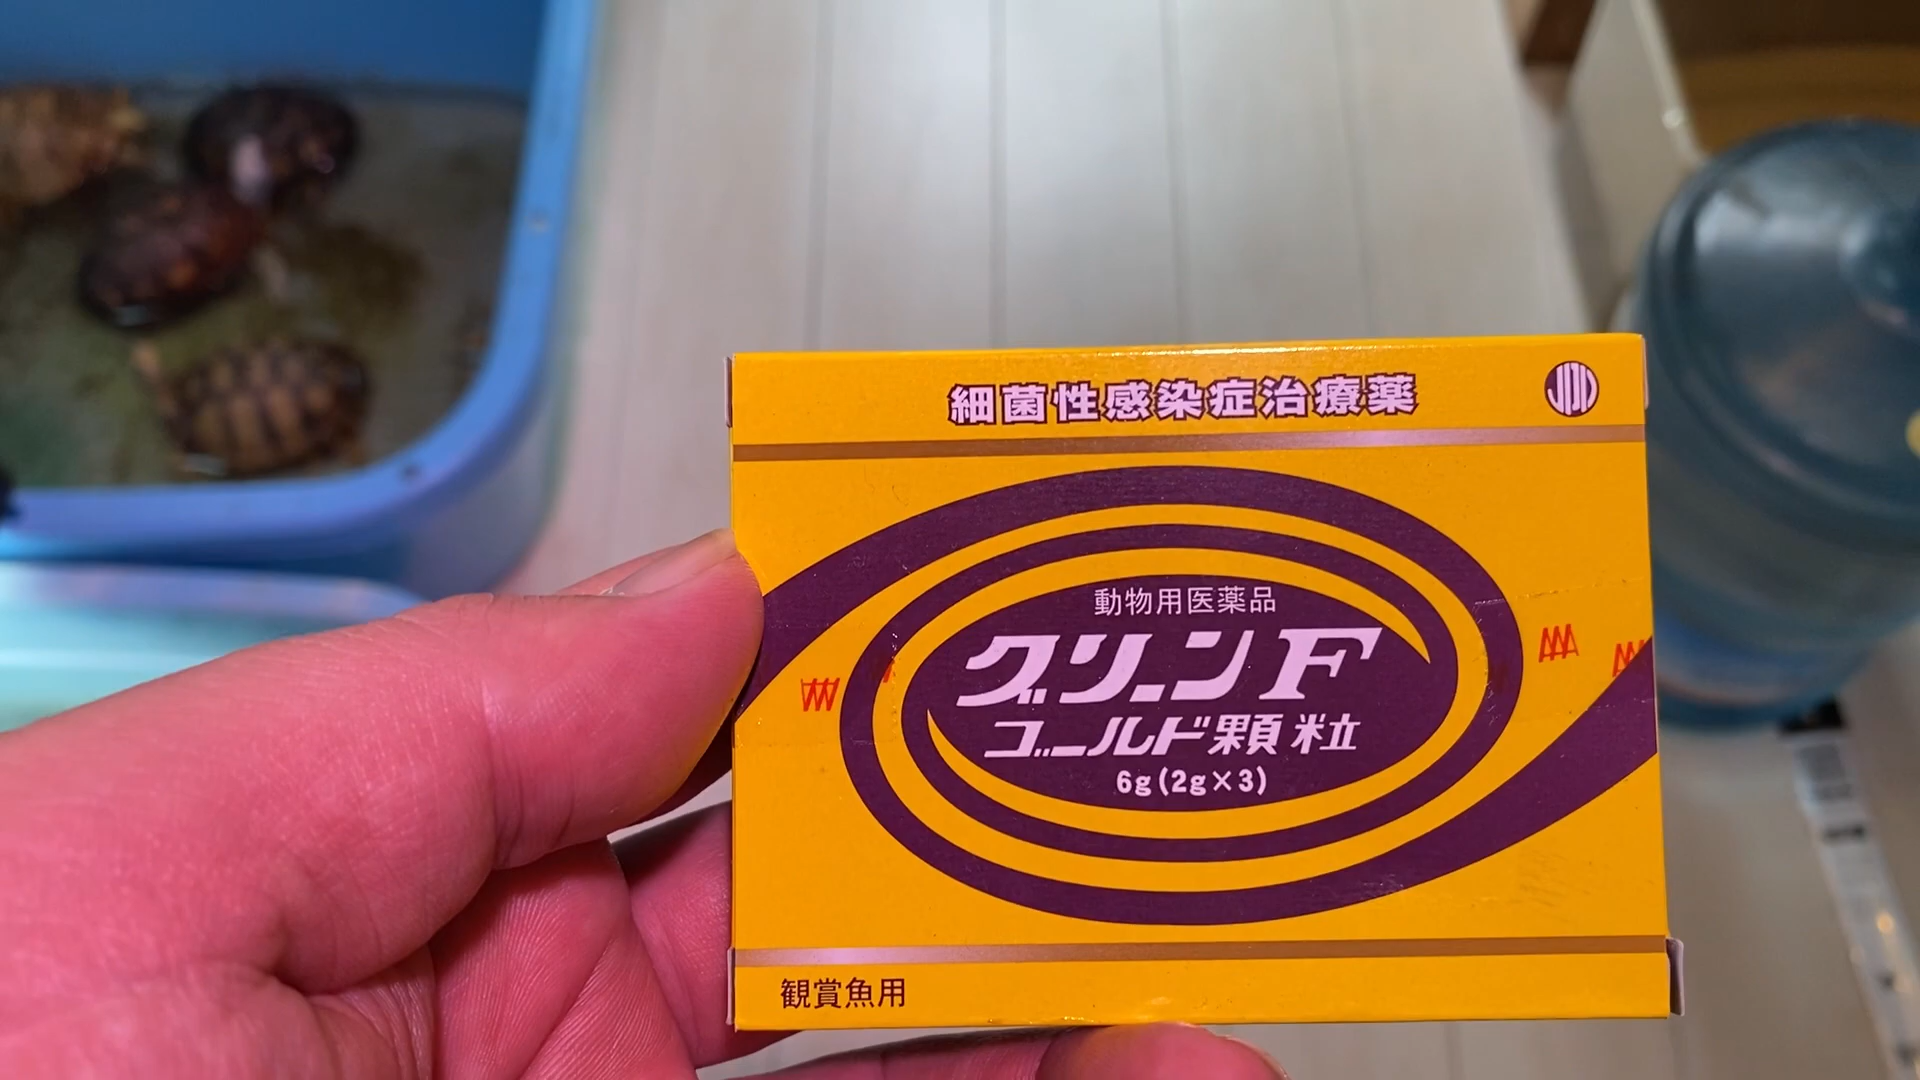 細菌性感染症治療薬
動物用医薬品
グリーンF
ゴールド顆粒
6g(2g×3)
観賞魚用